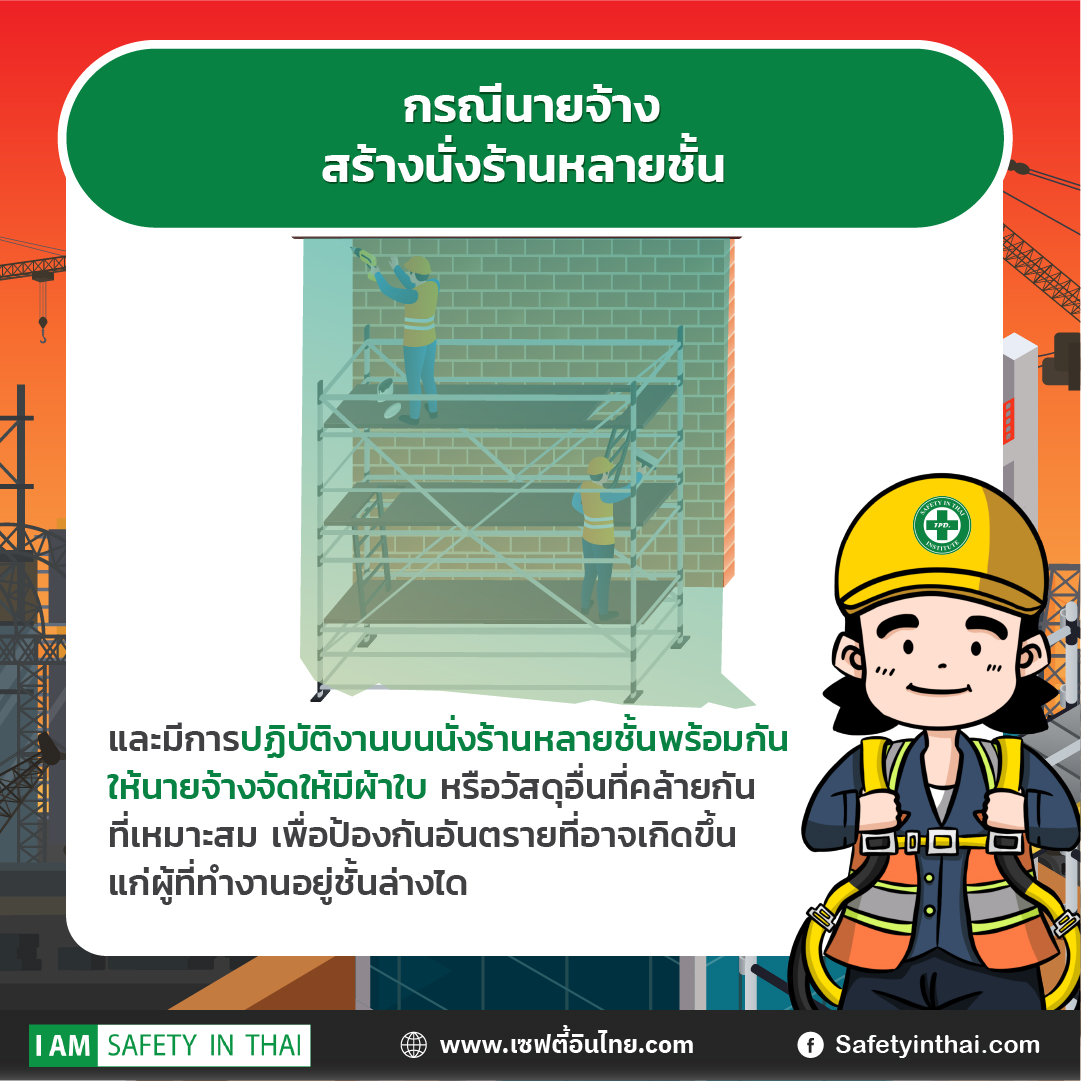 กรณีนายจ้าง
สร้างนั่งร้านหลายชั้น
SAFETY IN THAI
TPD.
INSTITUTE
และมีการปฏิบัติงานบนนั่งร้านหลายชั้นพร้อมกัน
ให้นายจ้างจัดให้มีผ้าใบ หรือวัสดุอื่นที่คล้ายกัน
ที่เหมาะสม เพื่อป้องกันอันตรายที่อาจเกิดขึ้น
แก่ผู้ที่ทำงานอยู่ชั้นล่างได
I AM SAFETY IN THAI
www.เซฟตี้อินไทย.com
Safetyinthai.com